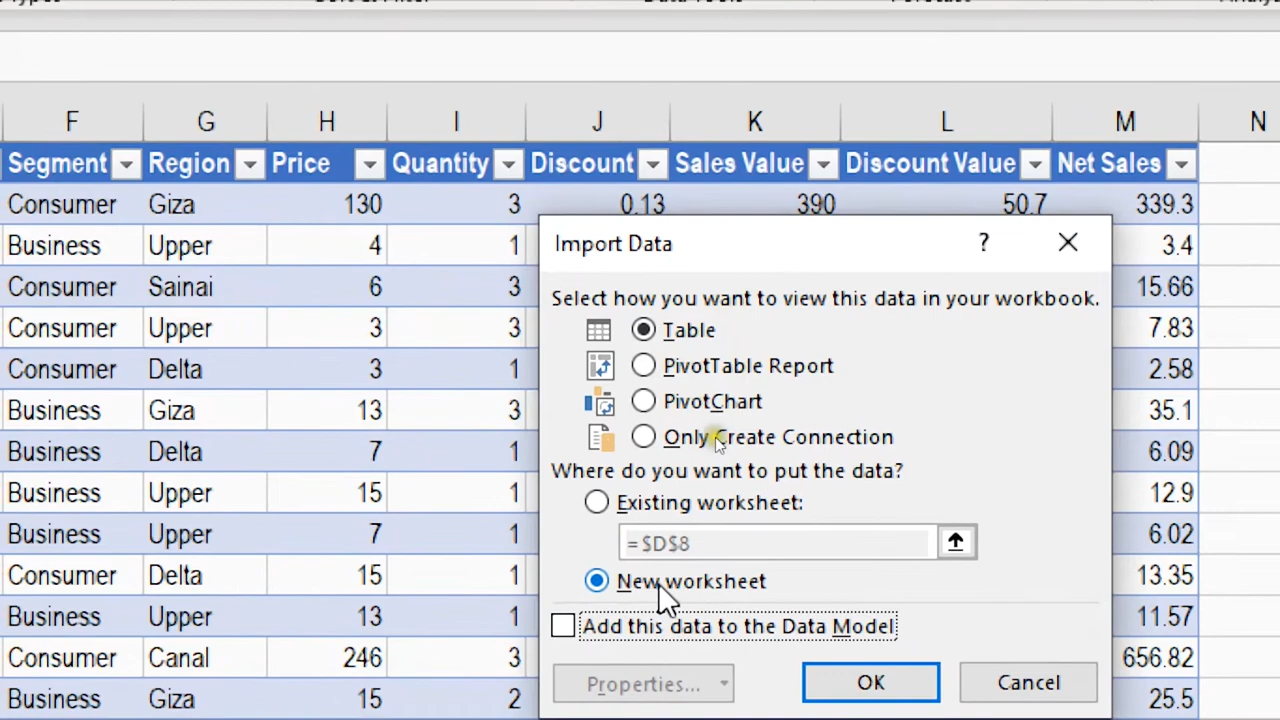 F G H I J K L M N
Segment Region Price Quantity Discount Sales Value Discount Value Net Sales
Consumer Giza 130 3 0.13 390 50.7 339.3
Business Upper 4 1 3.4
Consumer Sainai 6 3 15.66
Consumer Upper 3 3 7.83
Consumer Delta 3 1 2.58
Business Giza 13 3 35.1
Business Delta 7 1 6.09
Business Upper 15 1 12.9
Business Upper 7 1 6.02
Consumer Delta 15 1 13.35
Business Upper 13 1 11.57
Consumer Canal 246 3 656.82
Business Giza 15 2 25.5
Import Data ?
Select how you want to view this data in your workbook.
Table
PivotTable Report
PivotChart
Only Create Connection
Where do you want to put the data?
Existing worksheet:
=$D$8
New worksheet
Add this data to the Data Model
Properties...
OK
Cancel